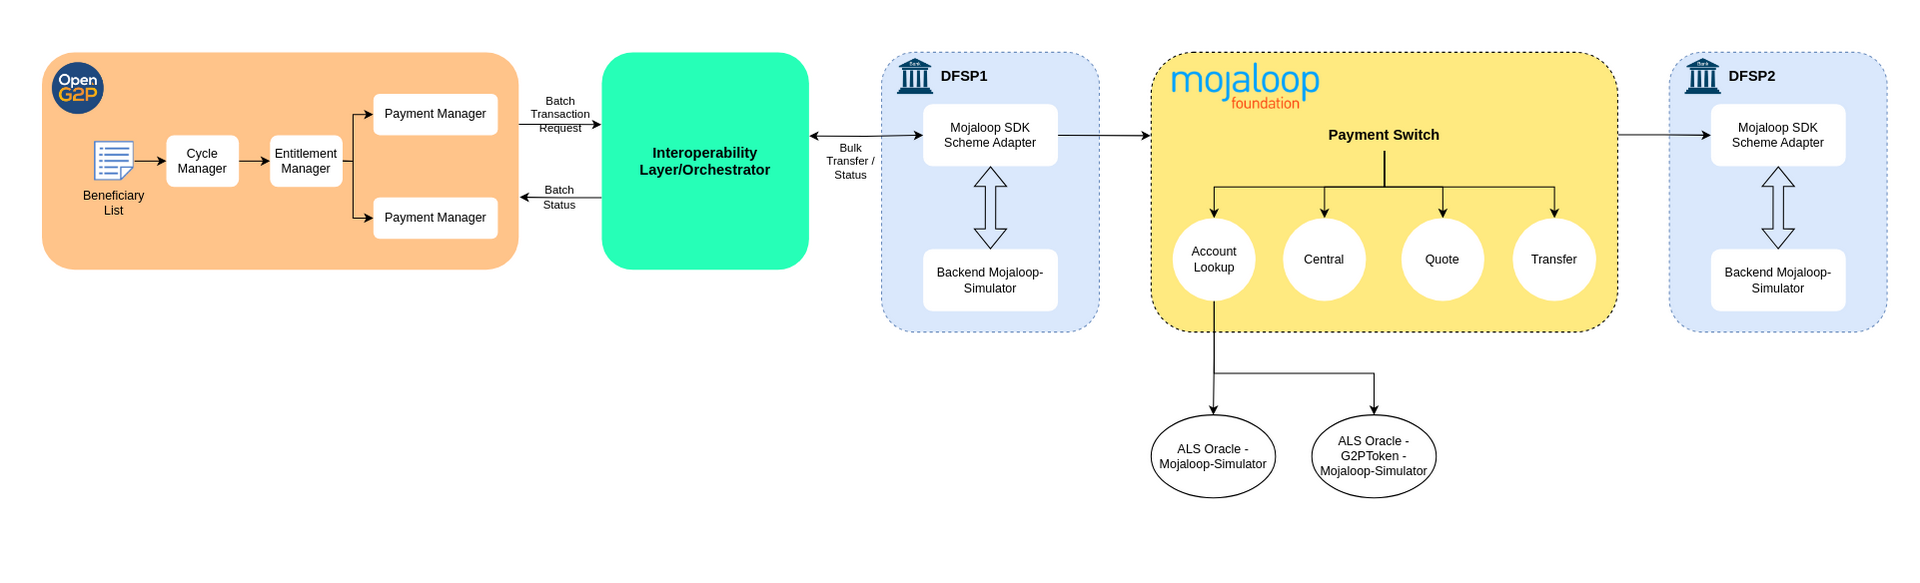 Open
G2P
Beneficiary
List
Cycle
Manager
Entitlement
Manager
Payment Manager
Payment Manager
Batch
Transaction
Request
Batch
Status
Interoperability
Layer/Orchestrator
Bulk
Transfer /
Status
Bank
DFSP1
Mojaloop SDK
Scheme Adapter
Backend Mojaloop-
Simulator
mojaloop
foundation
Payment Switch
Account
Lookup
Central
Quote
Transfer
ALS Oracle -
Mojaloop-Simulator
ALS Oracle -
G2PToken -
Mojaloop-Simulator
Bank
DFSP2
Mojaloop SDK
Scheme Adapter
Backend Mojaloop-
Simulator